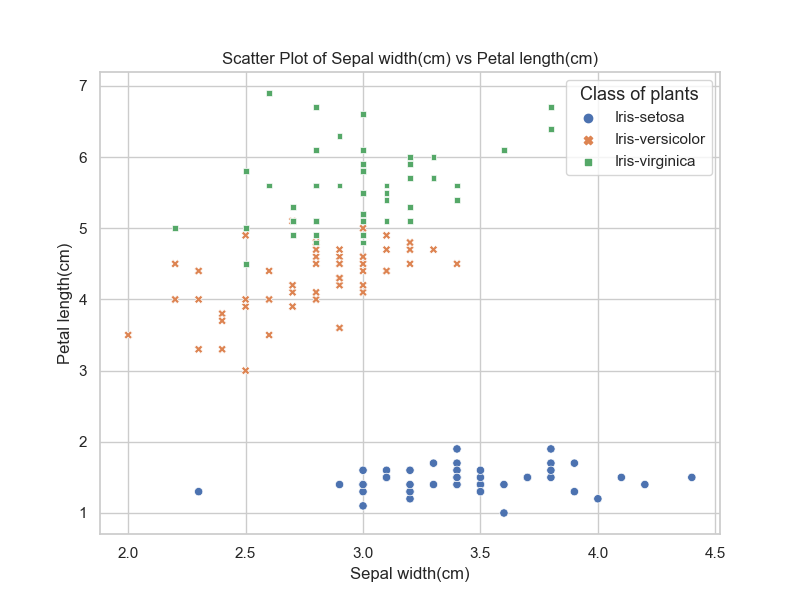 Scatter Plot of Sepal width(cm) vs Petal length(cm)
Class of plants
Iris-setosa
Iris-versicolor
Iris-virginica
Petal length(cm)
7
6
5
4
3
2
1
2.0 2.5 3.0 3.5 4.0 4.5
Sepal width(cm)